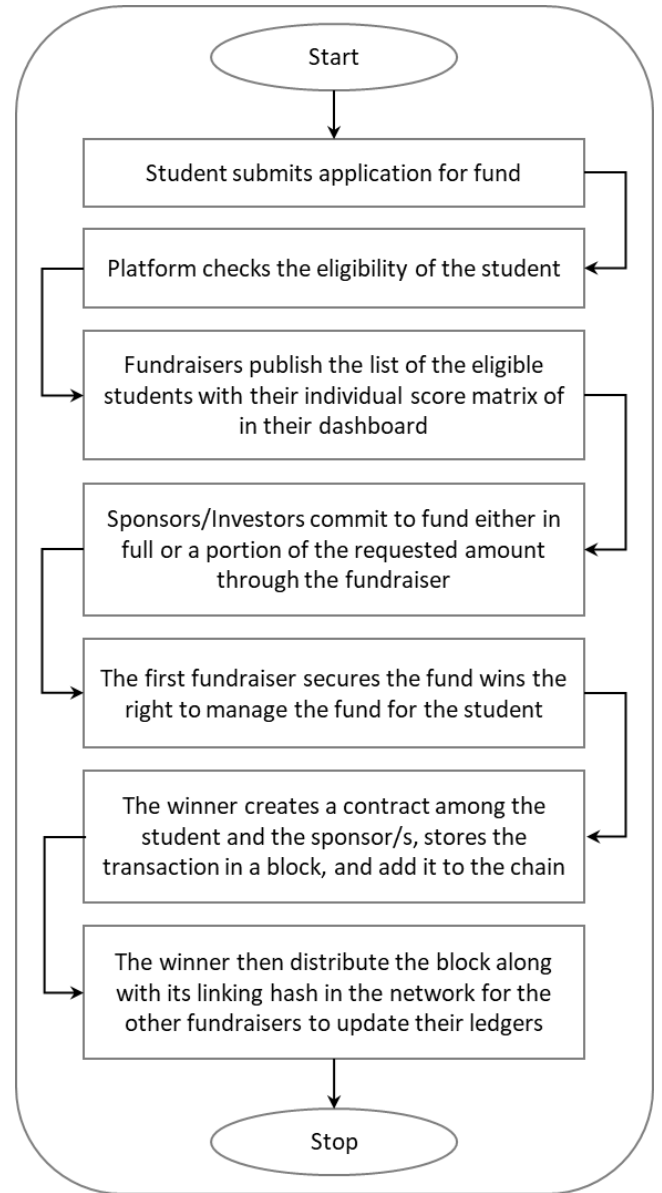 Start
Student submits application for fund
Platform checks the eligibility of the student
Fundraisers publish the list of the eligible
students with their individual score matrix of
in their dashboard
Sponsors/Investors commit to fund either in
full or a portion of the requested amount
through the fundraiser
The first fundraiser secures the fund wins the
right to manage the fund for the student
The winner creates a contract among the
student and the sponsor/s, stores the
transaction in a block, and add it to the chain
The winner then distribute the block along
with its linking hash in the network for the
other fundraisers to update their ledgers
Stop